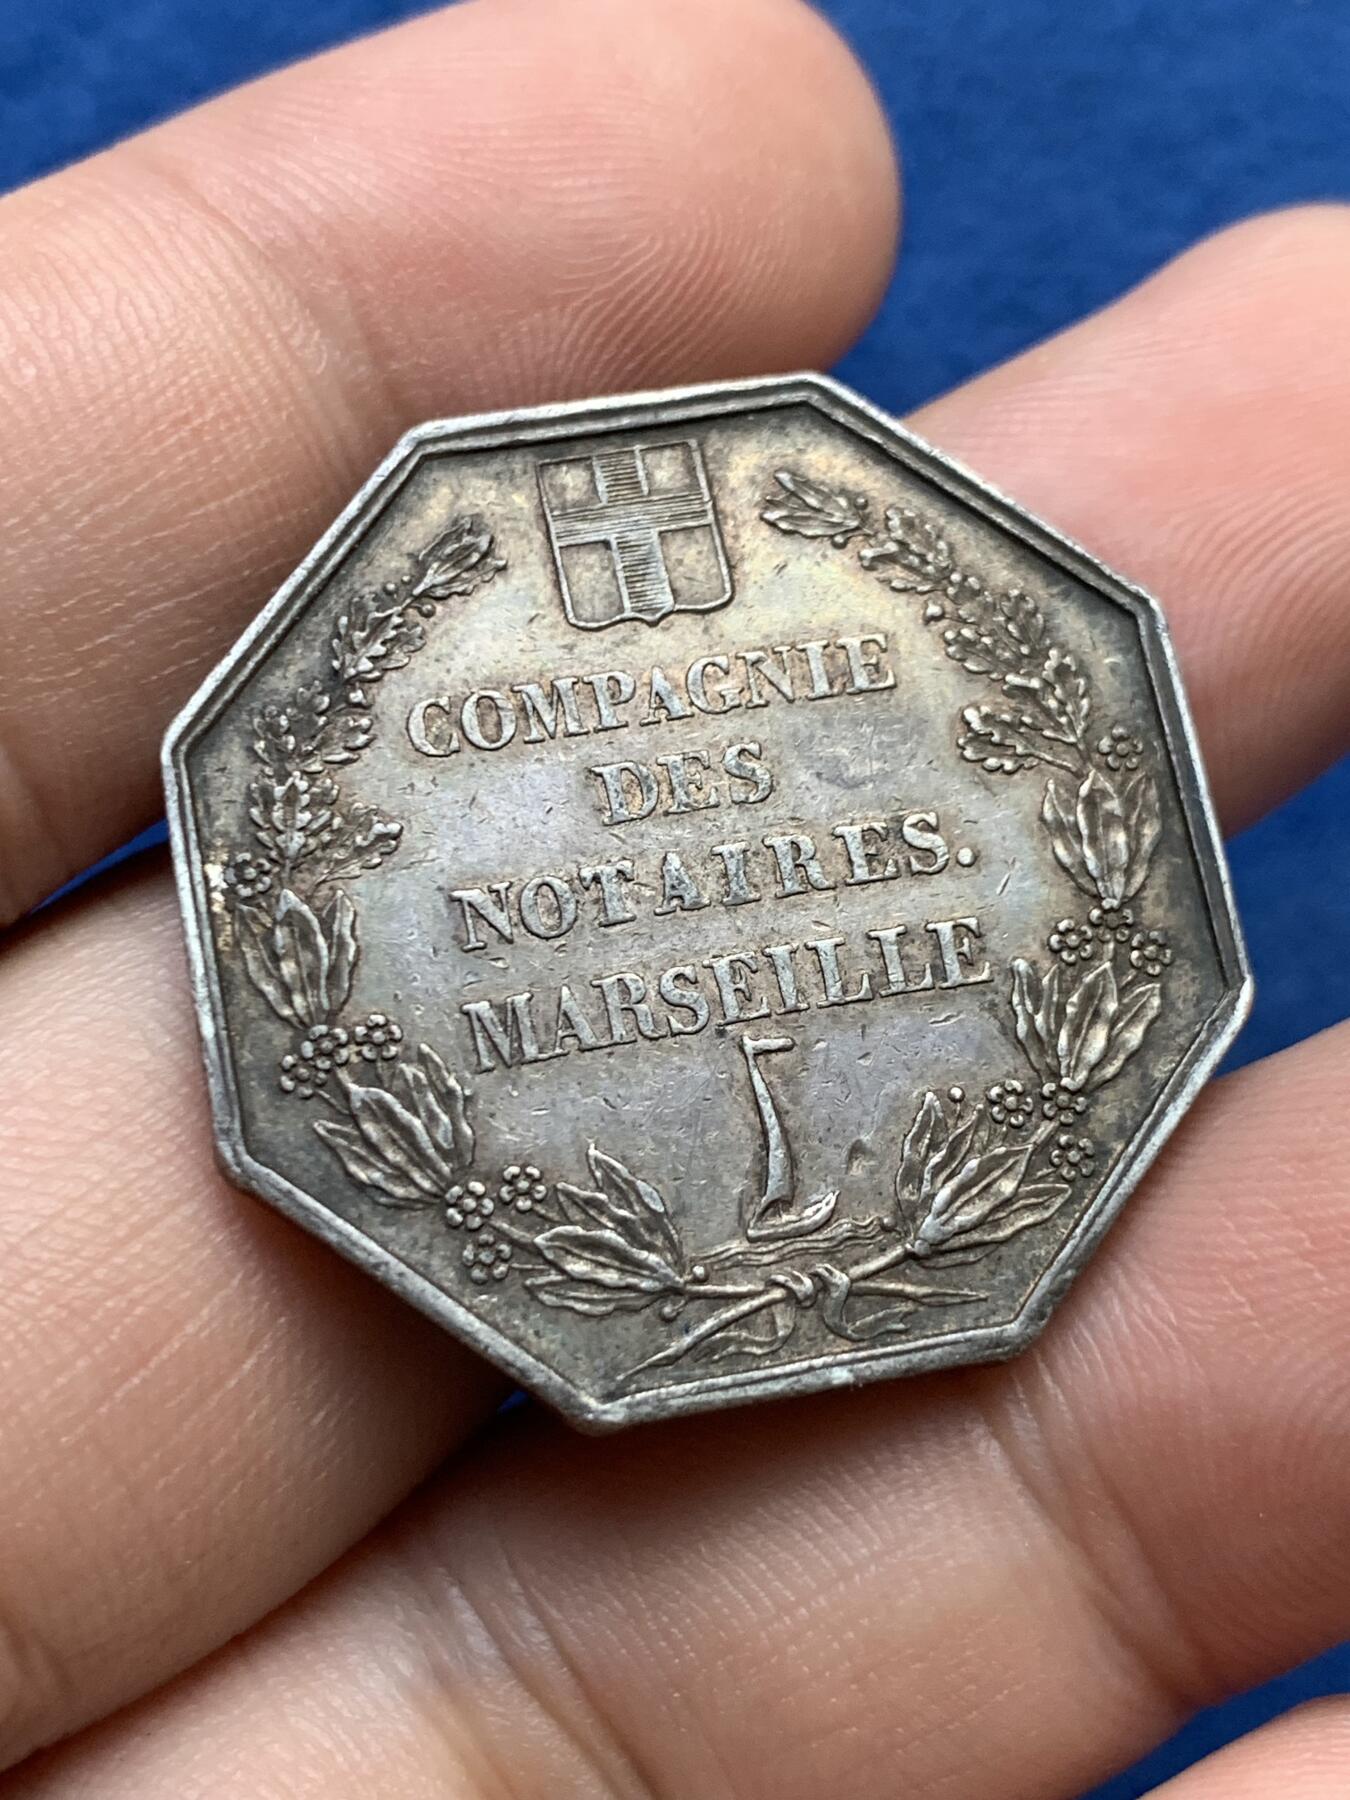 COMPAGNIE
DES
NOTAIRES.
MARSEILLE